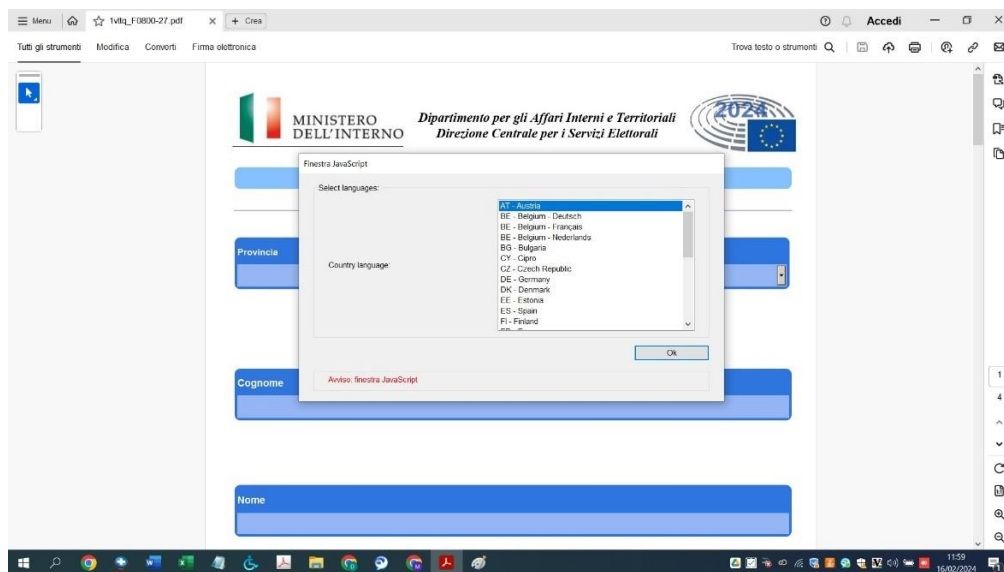 Menu
1vltq_F0800-27.pdf
+ Crea
Accedi
Tutti gli strumenti Modifica Converti Firma elettronica
Trova testo o strumenti
MINISTERO
DELL'INTERNO
Dipartimento per gli Affari Interni e Territoriali
Direzione Centrale per i Servizi Elettorali
2024
Finestra JavaScript
Select languages:
Country language:
AT - Austria
BE - Belgium - Deutsch
BE - Belgium - Français
BE - Belgium - Nederlands
BG - Bulgaria
CY - Cipro
CZ - Czech Republic
DE - Germany
DK - Denmark
EE - Estonia
ES - Spain
FI - Finland
Ok
Avviso: finestra JavaScript
Provincia
Cognome
Nome
1
4
11:59
16/02/2024